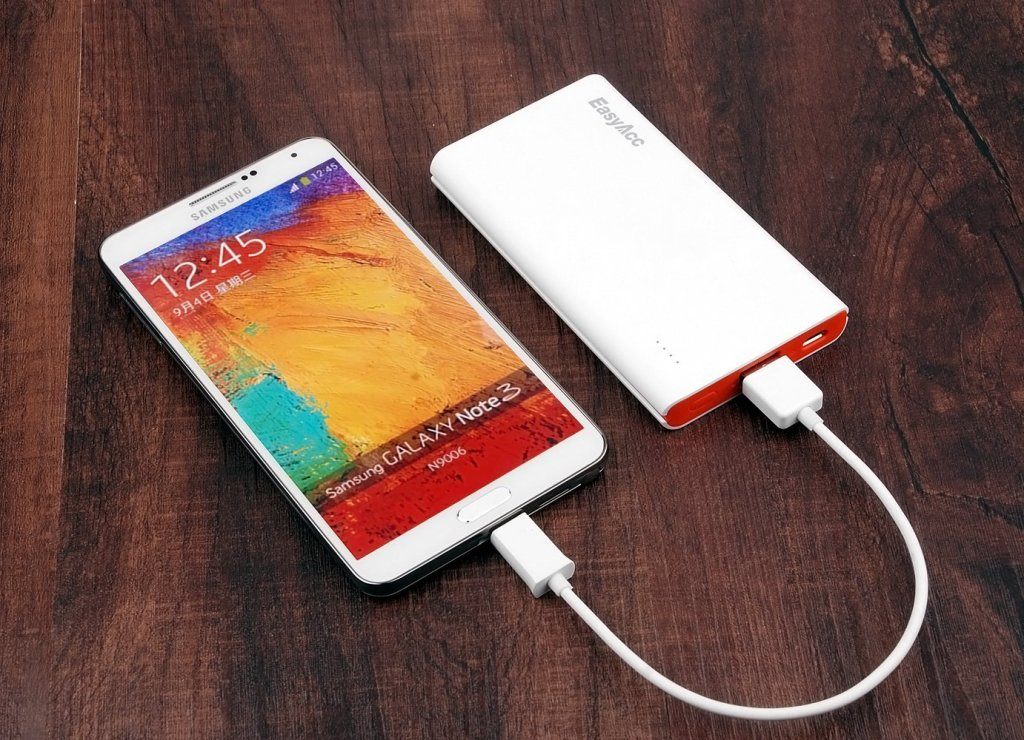 SAMSUNG
12:45
12:45
9月4日 星期三
Samsung GALAXY Note 3
N9006
EasyAcc